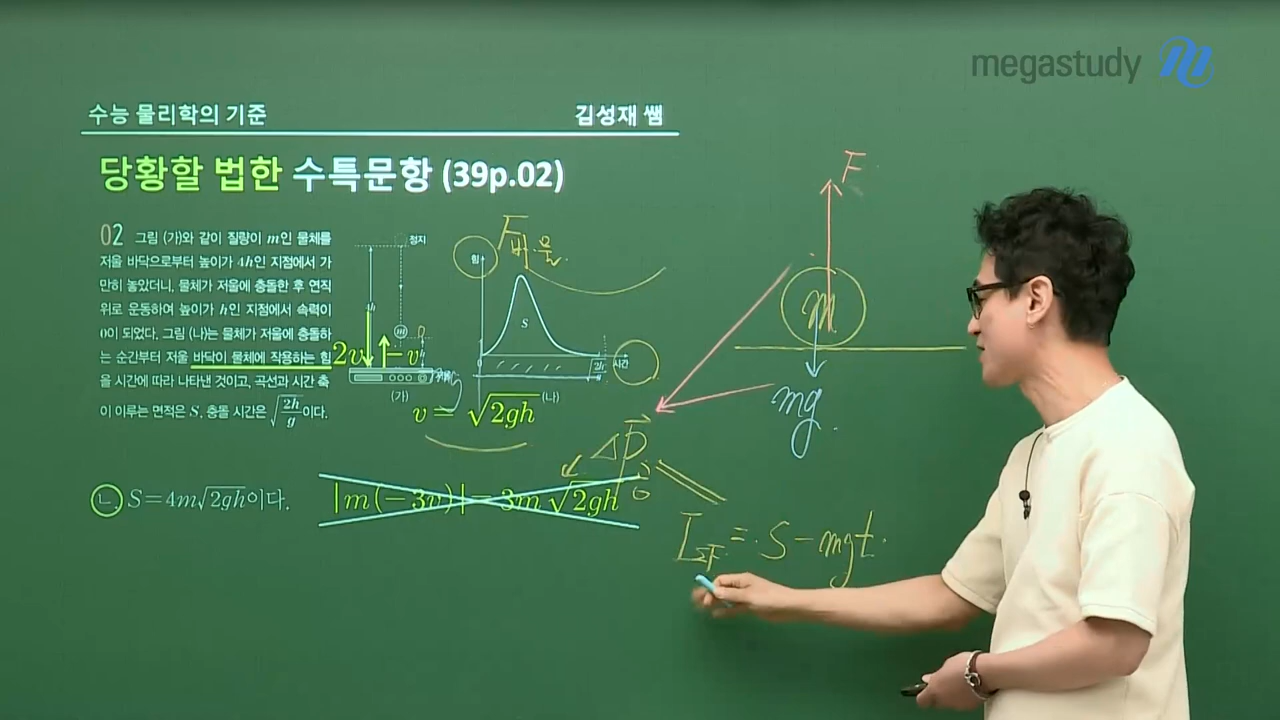 megastudy
수능 물리학의 기준 김성재 쌤
당황할 법한 수특문항 (39p.02)
02 그림 (가)와 같이 질량이 m인 물체를
저울 바닥으로부터 높이가 4h인 지점에서 가
만히 놓았더니, 물체가 저울에 충돌한 후 연직
위로 운동하여 높이가 h인 지점에서 속력이
0이 되었다. 그림 (나)는 물체가 저울에 충돌하
는 순간부터 저울 바닥이 물체에 작용하는 힘
을 시간에 따라 나타낸 것이고, 곡선과 시간 축
이 이루는 면적은 S, 충돌 시간은 √(2h/g)이다.
정지
2v
-v
(가)
힘
F바,물
S
0
시간
(나)
v = √2gh
F
m
mg
ΔP
ㄴ. S=4m√2gh이다.
|m(-3v)| = 3m√2gh
I_ΣF = S - mgt